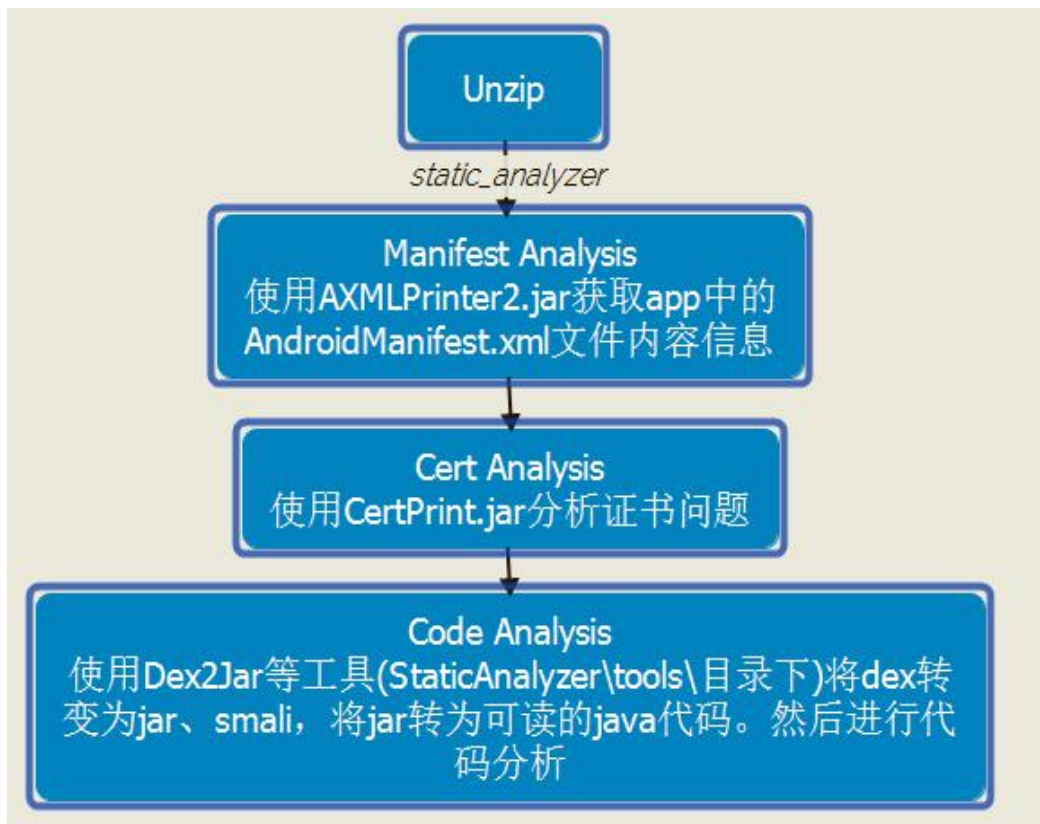 Unzip
static_analyzer
Manifest Analysis
使用AXMLPrinter2.jar获取app中的
AndroidManifest.xml文件内容信息
Cert Analysis
使用CertPrint.jar分析证书问题
Code Analysis
使用Dex2Jar等工具(StaticAnalyzer\tools\目录下)将dex转
变为jar、smali，将jar转为可读的java代码。然后进行代
码分析